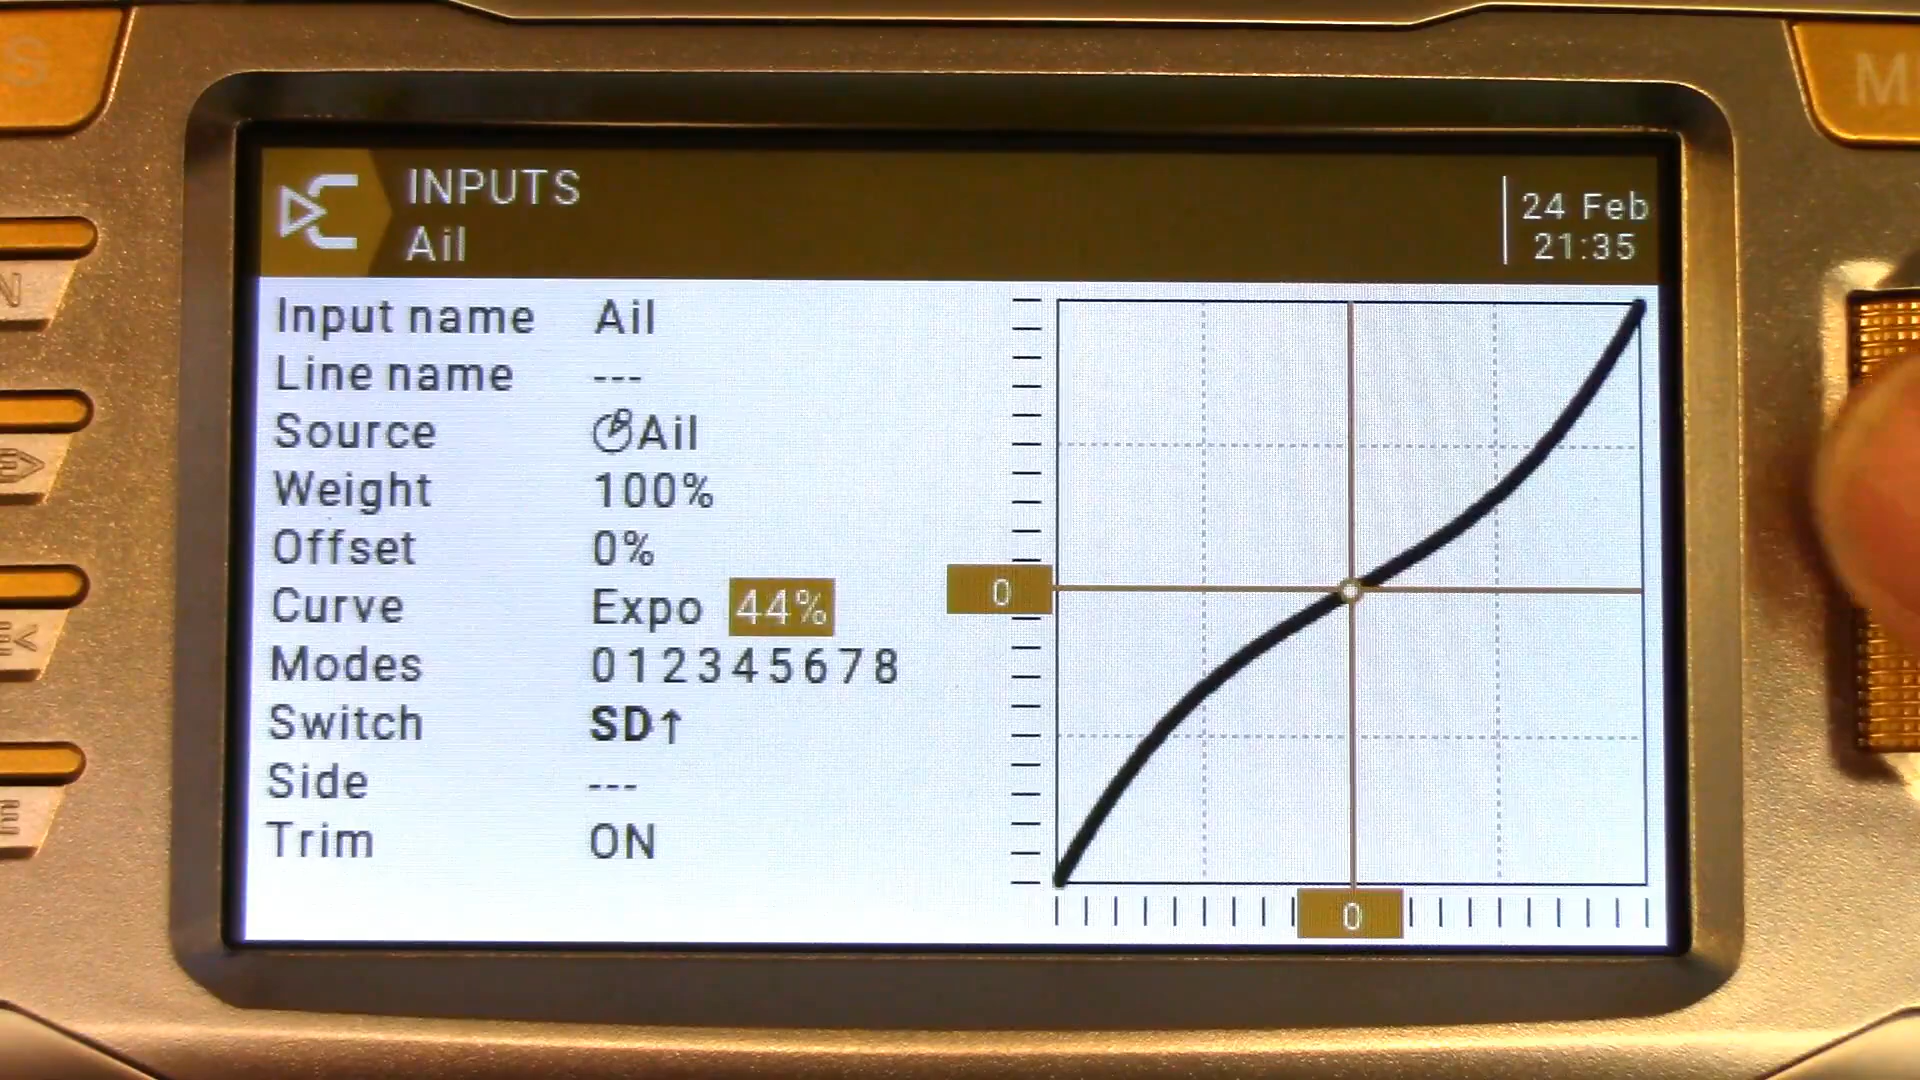 INPUTS
Ail
24 Feb
21:35
Input name Ail
Line name ---
Source Ail
Weight 100%
Offset 0%
Curve Expo 44%
Modes 012345678
Switch SD↑
Side ---
Trim ON
0
0